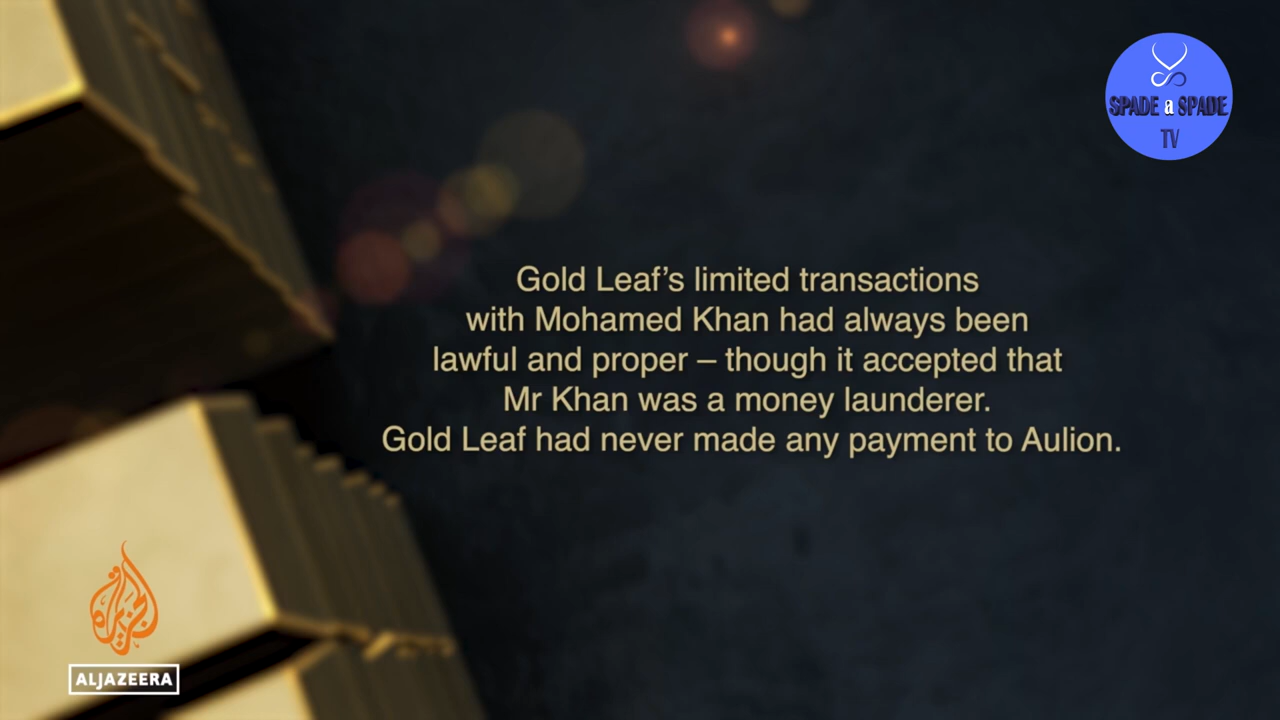 SPADE a SPADE
TV
Gold Leaf’s limited transactions
with Mohamed Khan had always been
lawful and proper – though it accepted that
Mr Khan was a money launderer.
Gold Leaf had never made any payment to Aulion.
الجزيرة
ALJAZEERA